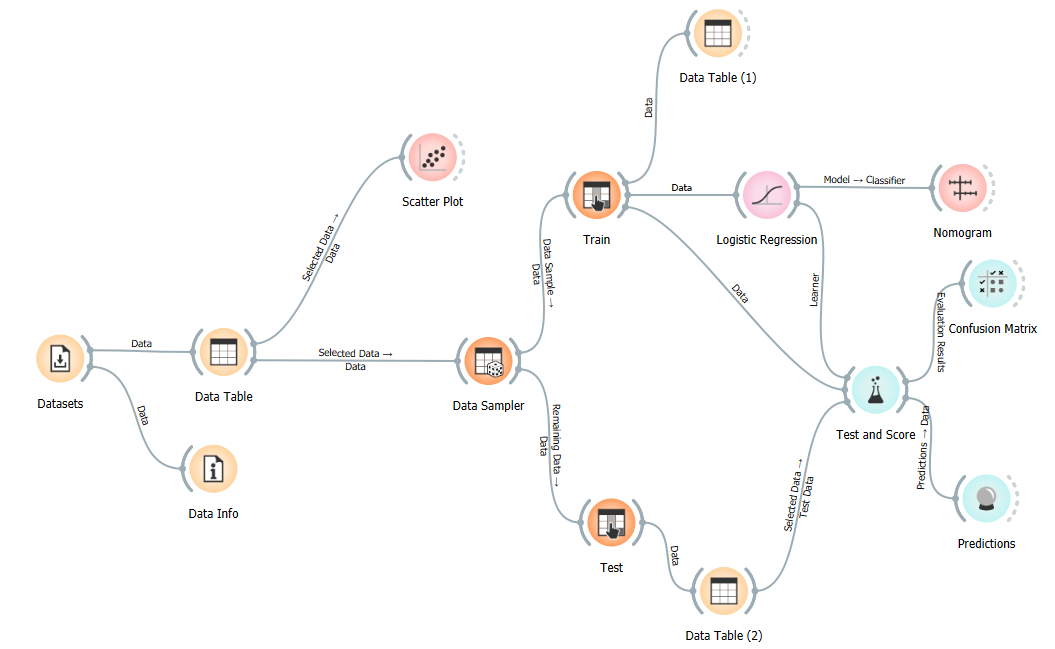 Data Table (1)
Data
Scatter Plot
Selected Data →
Data
Train
Data
Logistic Regression
Model → Classifier
Nomogram
Data Sample →
Data
Data
Learner
Evaluation Results
Confusion Matrix
Datasets
Data
Data Table
Selected Data →
Data
Data Sampler
Data
Data Info
Remaining Data →
Data
Test and Score
Predictions → Data
Predictions
Selected Data →
Test Data
Test
Data
Data Table (2)